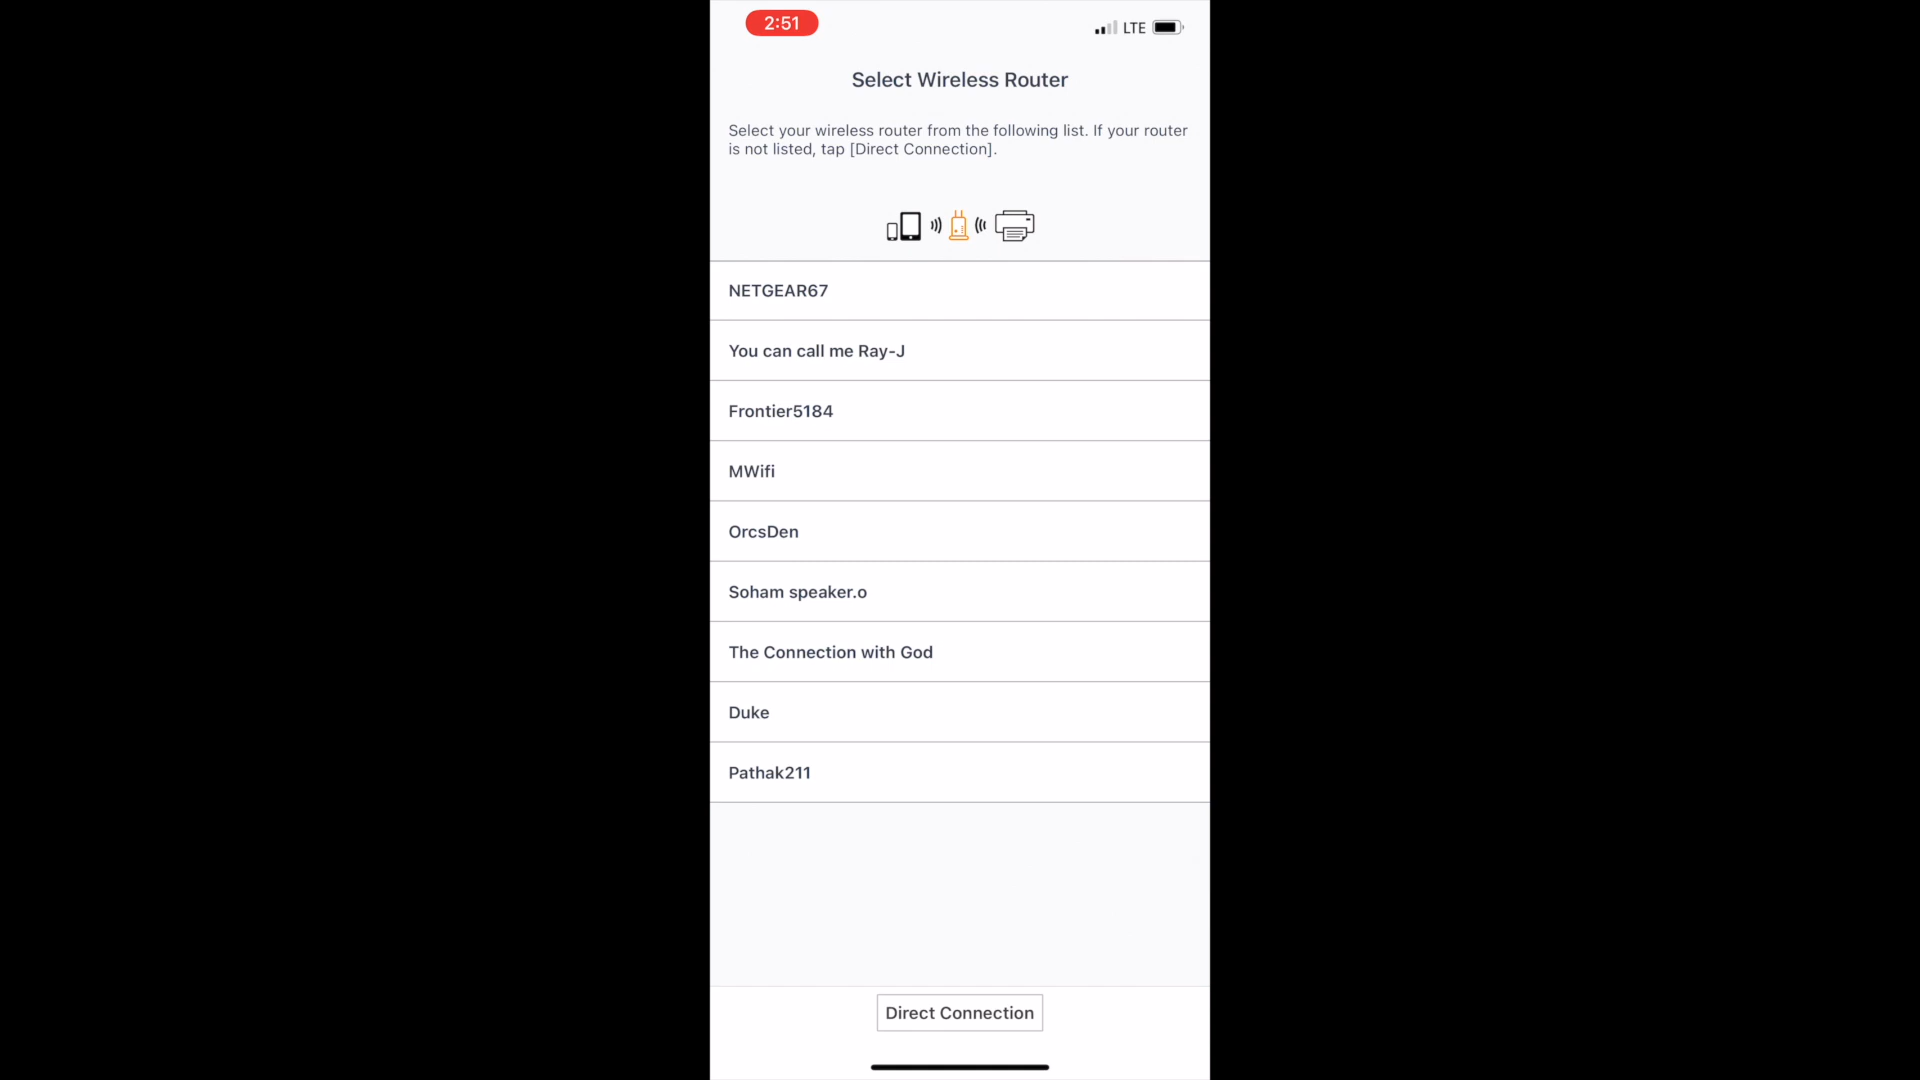 2:51
LTE
Select Wireless Router
Select your wireless router from the following list. If your router
is not listed, tap [Direct Connection].
NETGEAR67
You can call me Ray-J
Frontier5184
MWifi
OrcsDen
Soham speaker.o
The Connection with God
Duke
Pathak211
Direct Connection